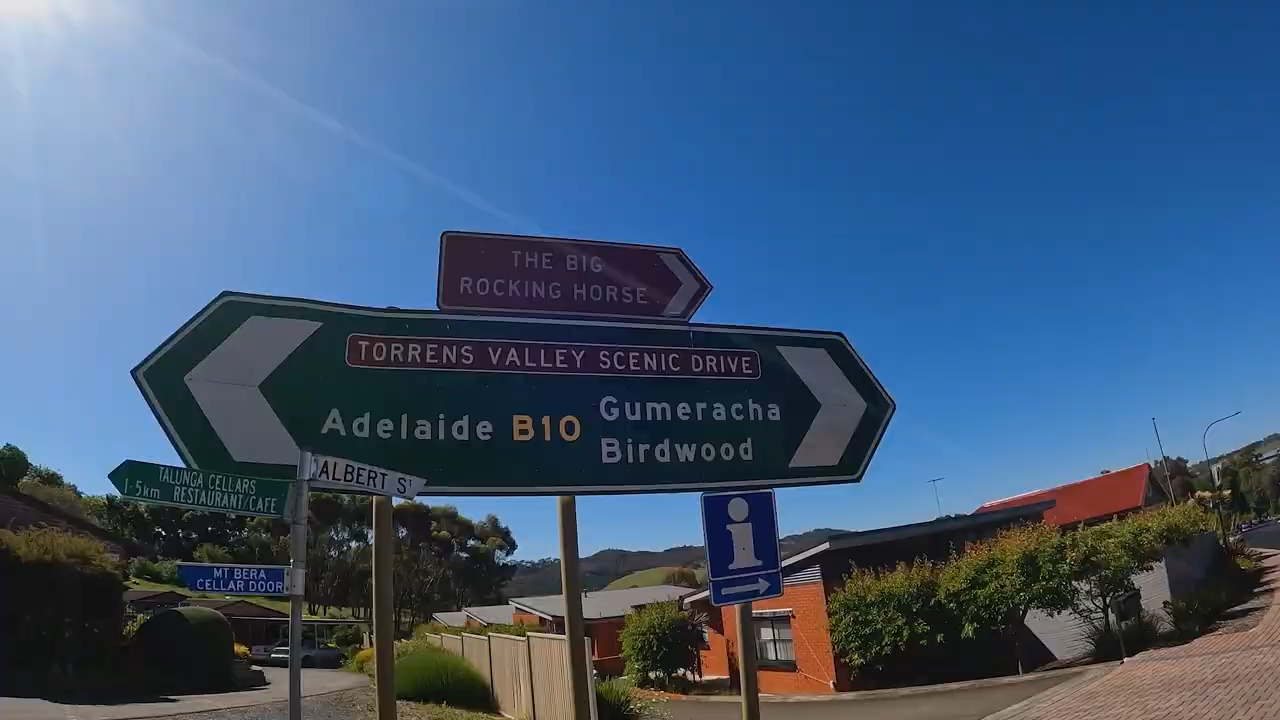 THE BIG
ROCKING HORSE
TORRENS VALLEY SCENIC DRIVE
Adelaide B10 Gumeracha
Birdwood
TALUNGA CELLARS
1·5km RESTAURANT/CAFE
ALBERT ST
MT BERA
CELLAR DOOR
i